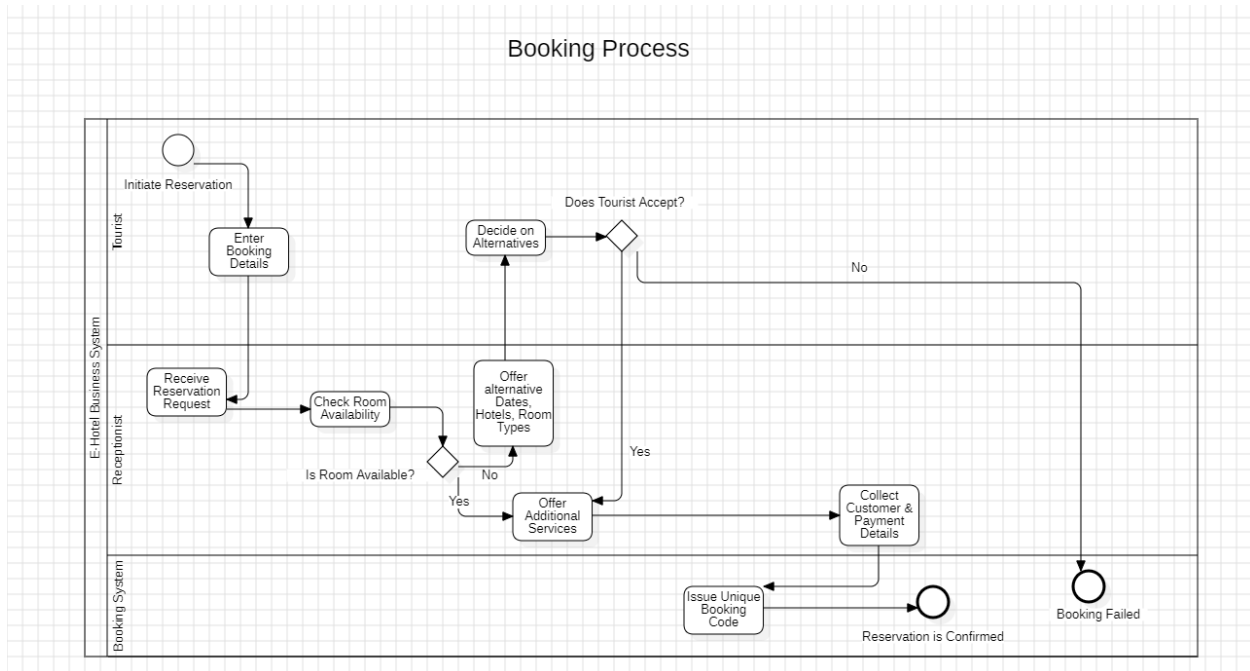 Booking Process
E-Hotel Business System
Tourist
Initiate Reservation
Enter
Booking
Details
Decide on
Alternatives
Does Tourist Accept?
No
Receptionist
Receive
Reservation
Request
Check Room
Availability
Is Room Available?
No
Yes
Offer
alternative
Dates,
Hotels, Room
Types
Yes
Offer
Additional
Services
Collect
Customer &
Payment
Details
Booking System
Issue Unique
Booking
Code
Reservation is Confirmed
Booking Failed